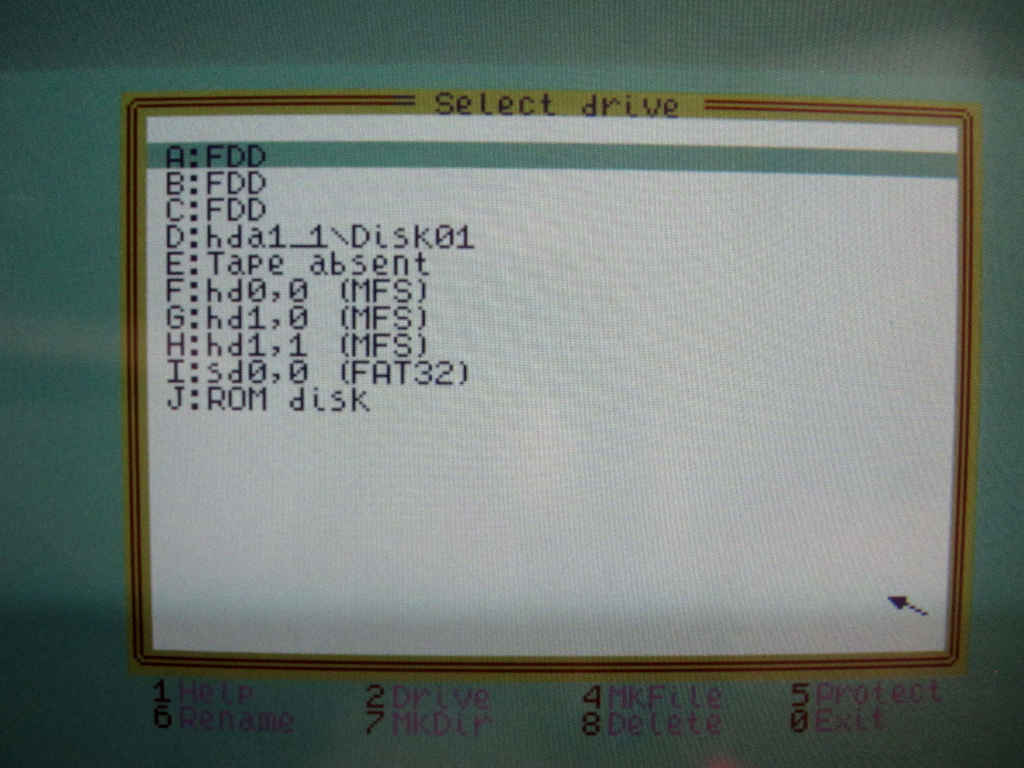 Select drive
A:FDD
B:FDD
C:FDD
D:hda1_1\Disk01
E:Tape absent
F:hd0,0 (MFS)
G:hd1,0 (MFS)
H:hd1,1 (MFS)
I:sd0,0 (FAT32)
J:ROM disk
1Help 2Drive 4MKFile 5Protect
6Rename 7MKDir 8Delete 0Exit